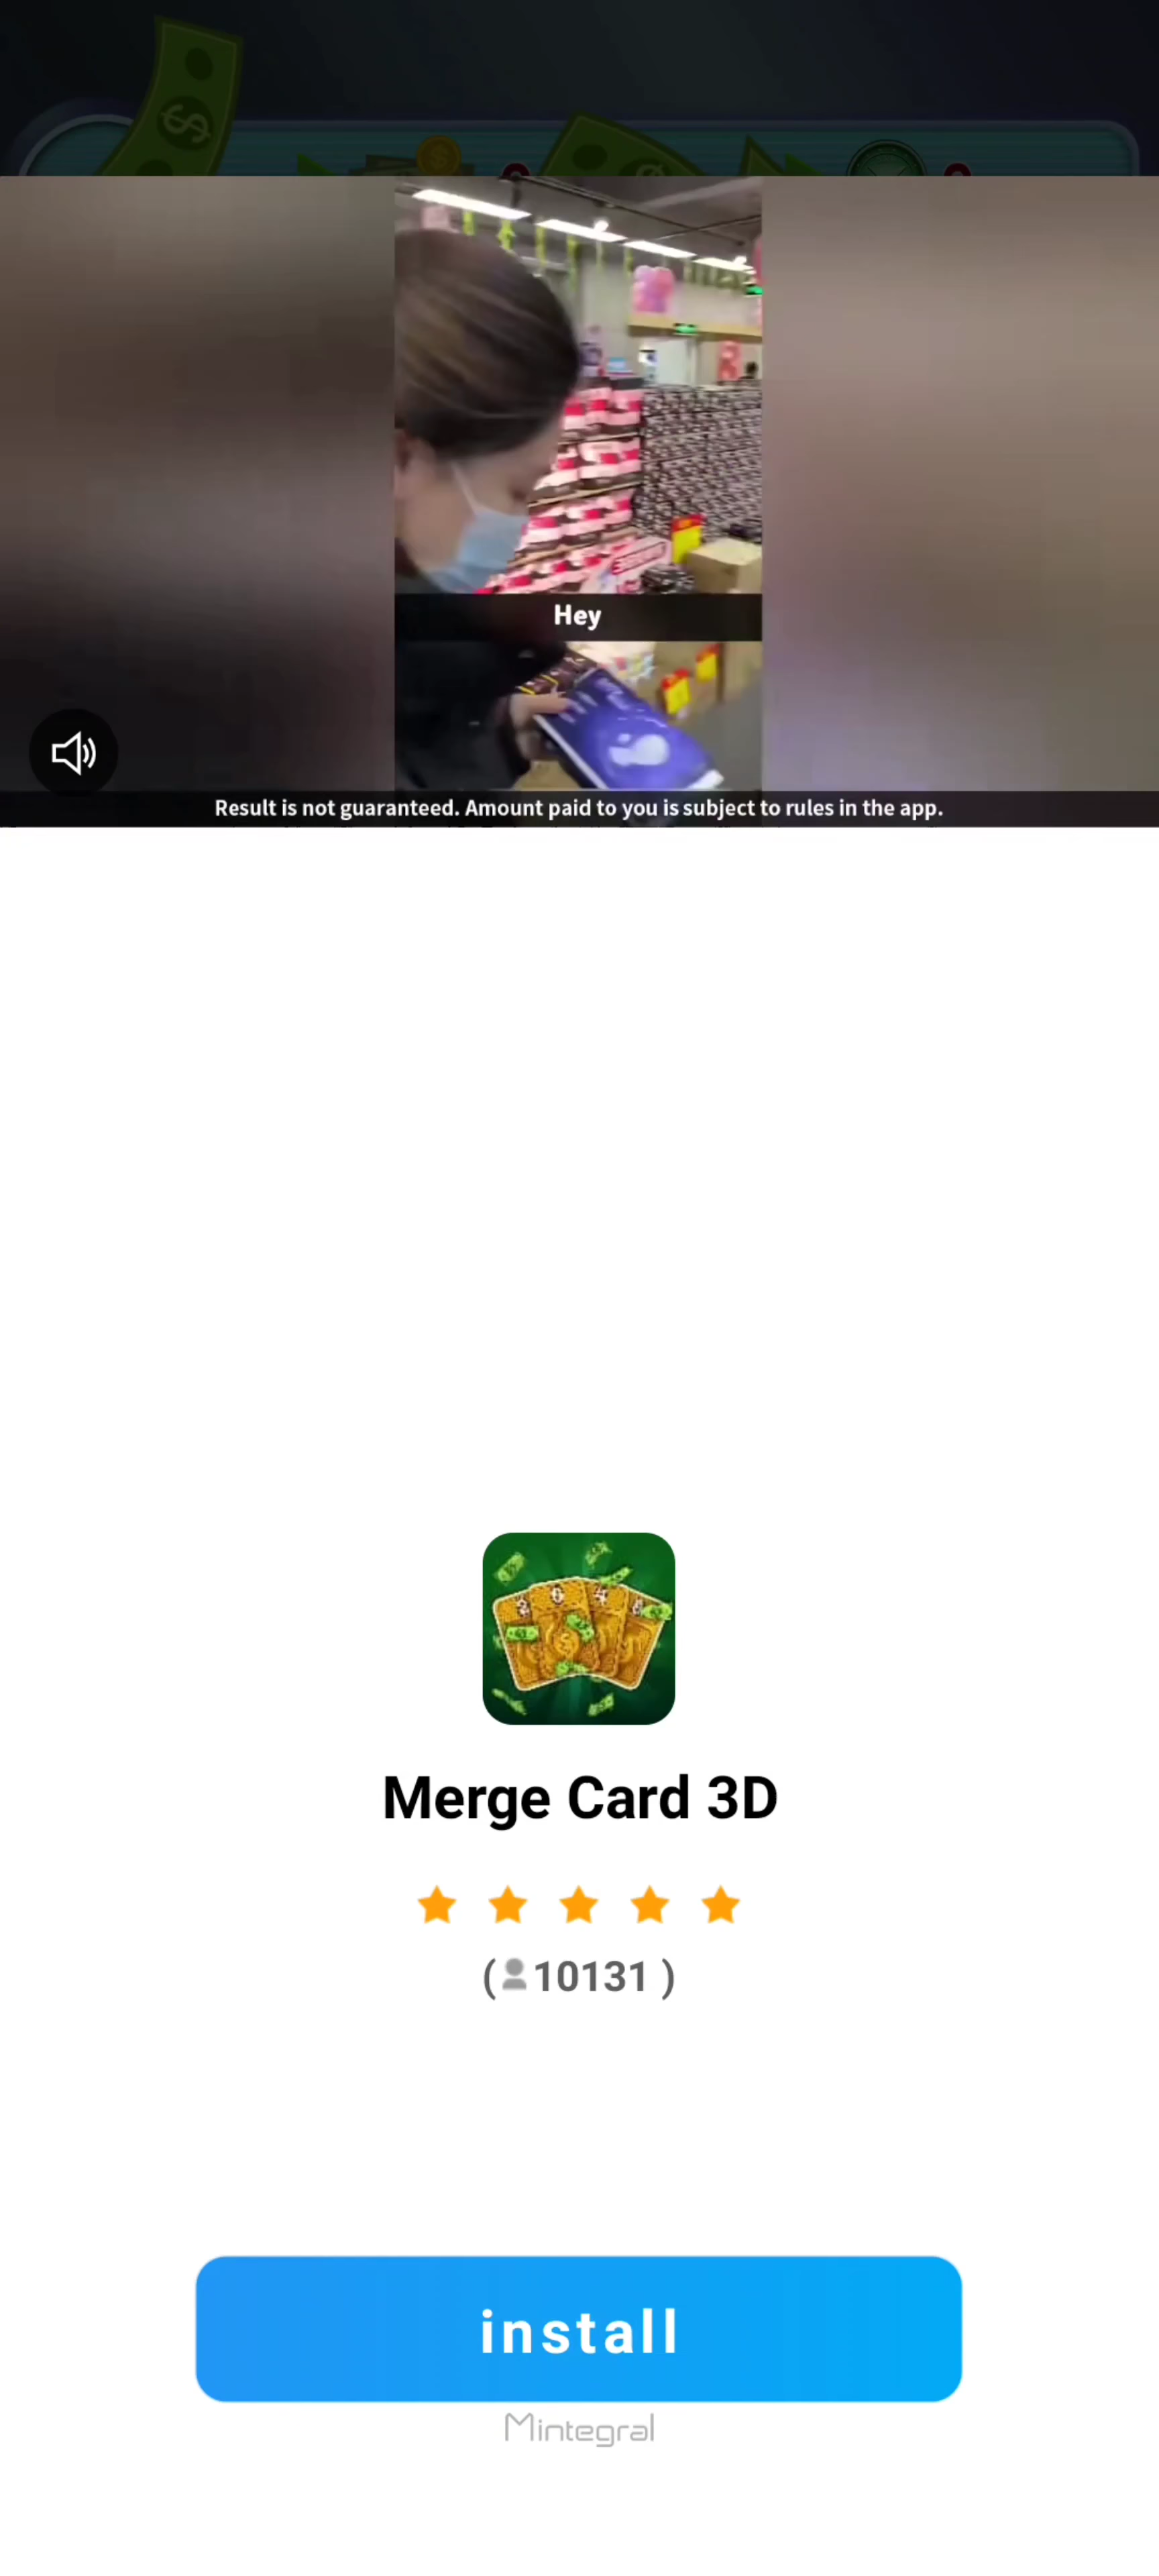 Hey
Result is not guaranteed. Amount paid to you is subject to rules in the app.
Merge Card 3D
(10131 )
install
Mintegral